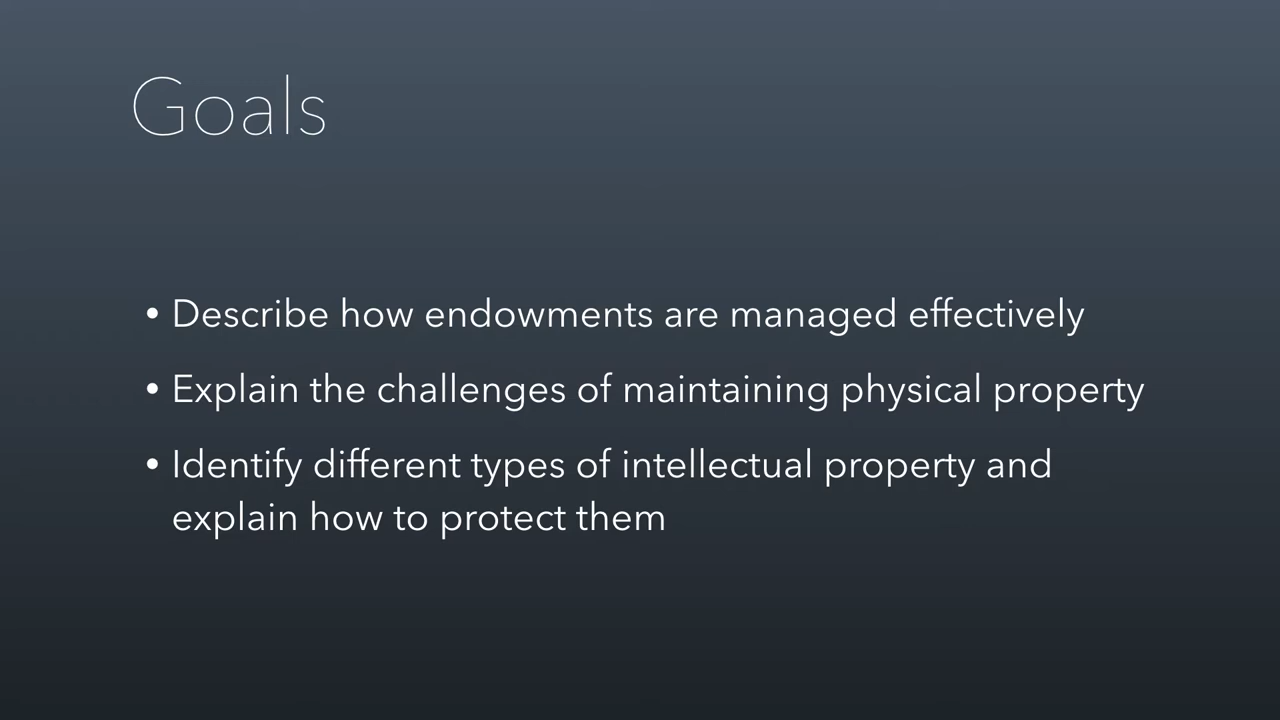 Goals
• Describe how endowments are managed effectively
• Explain the challenges of maintaining physical property
• Identify different types of intellectual property and
explain how to protect them